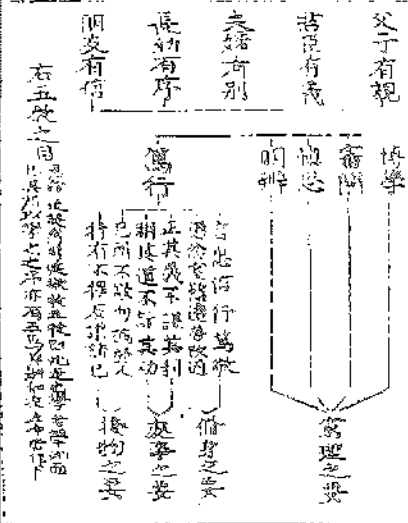 父子有親
君臣有義
夫婦有別
長幼有序
朋友有信
右五敎之目
博學
審問
愼思
明辨
篤行
言忠信行篤敬
懲忿窒慾遷善改過
正其義不謀其利
明其道不計其功
己所不欲勿施於人
行有不得反求諸己
窮理之要
修身之要
處事之要
接物之要